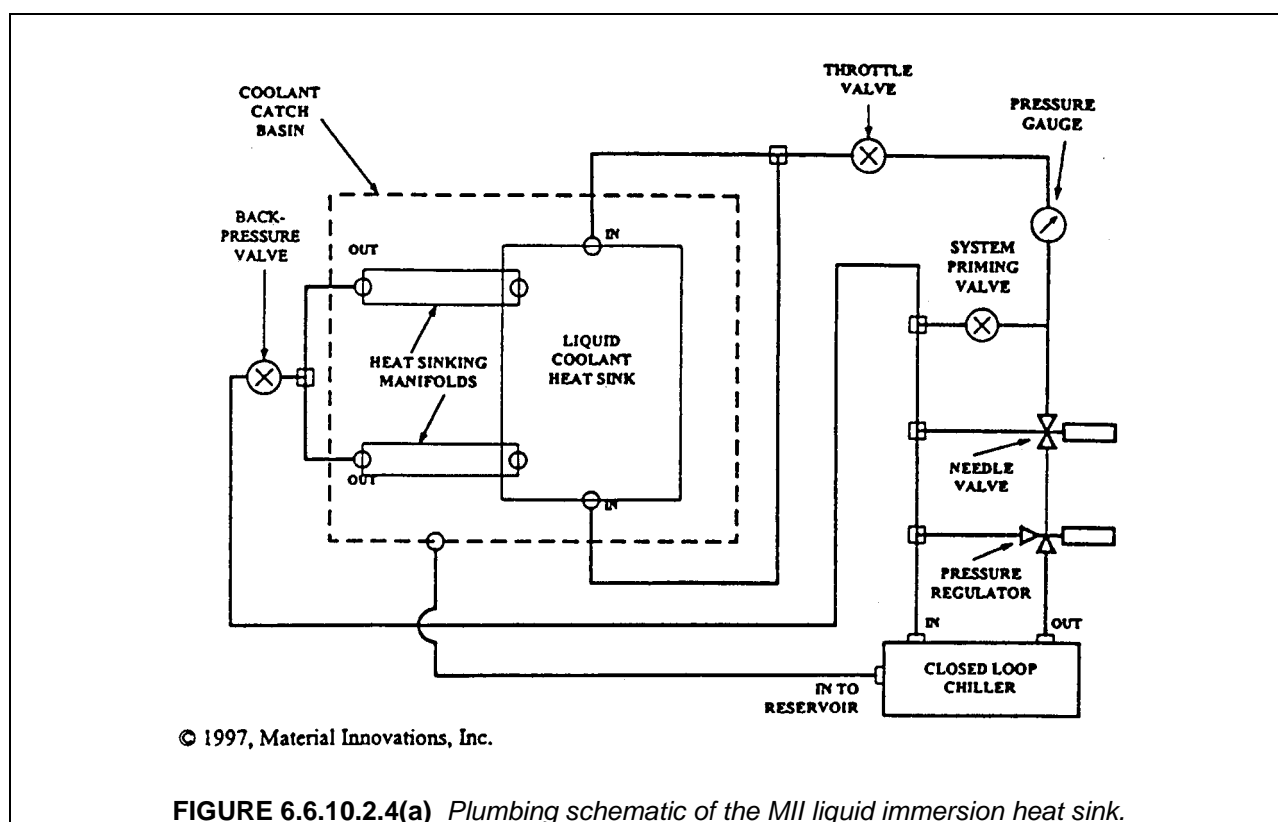 THROTTLE
VALVE
COOLANT
CATCH
BASIN
PRESSURE
GAUGE
BACK-
PRESSURE
VALVE
OUT
IN
SYSTEM
PRIMING
VALVE
HEAT SINKING
MANIFOLDS
LIQUID
COOLANT
HEAT SINK
OUT
IN
NEEDLE
VALVE
PRESSURE
REGULATOR
IN
OUT
CLOSED LOOP
CHILLER
IN TO
RESERVOIR
© 1997, Material Innovations, Inc.
FIGURE 6.6.10.2.4(a) Plumbing schematic of the MII liquid immersion heat sink.